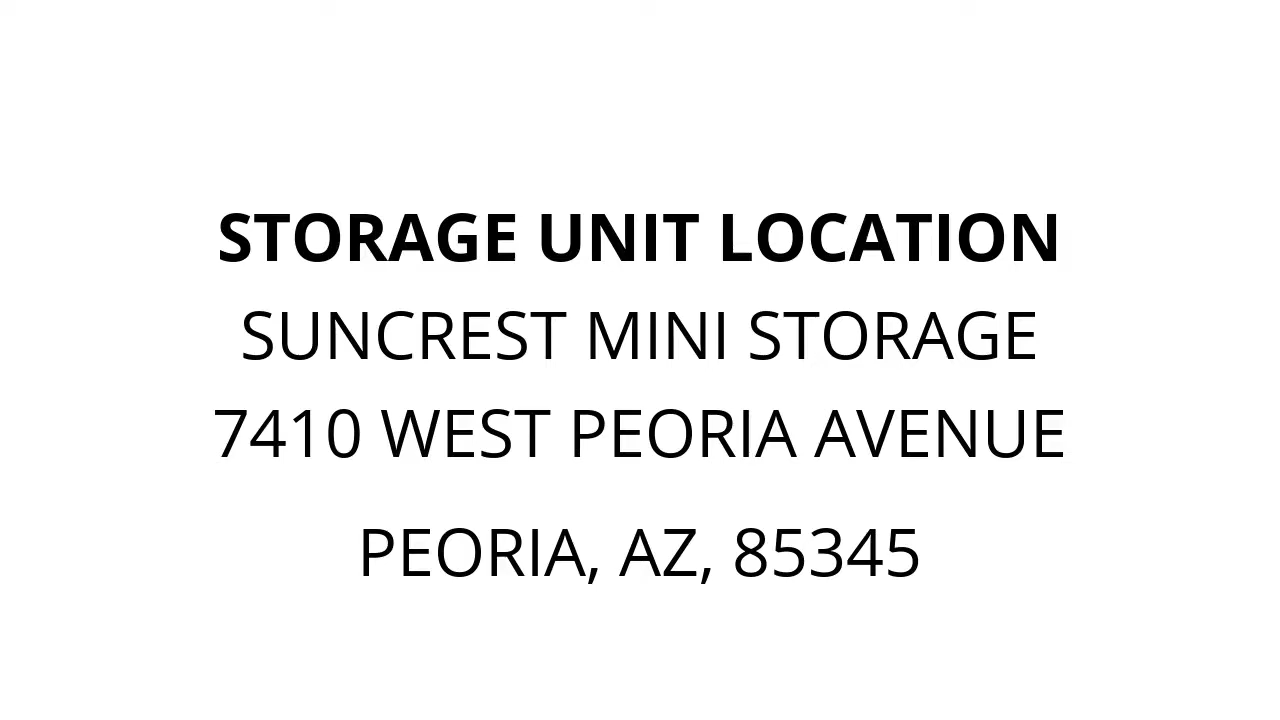 STORAGE UNIT LOCATION
SUNCREST MINI STORAGE
7410 WEST PEORIA AVENUE
PEORIA, AZ, 85345